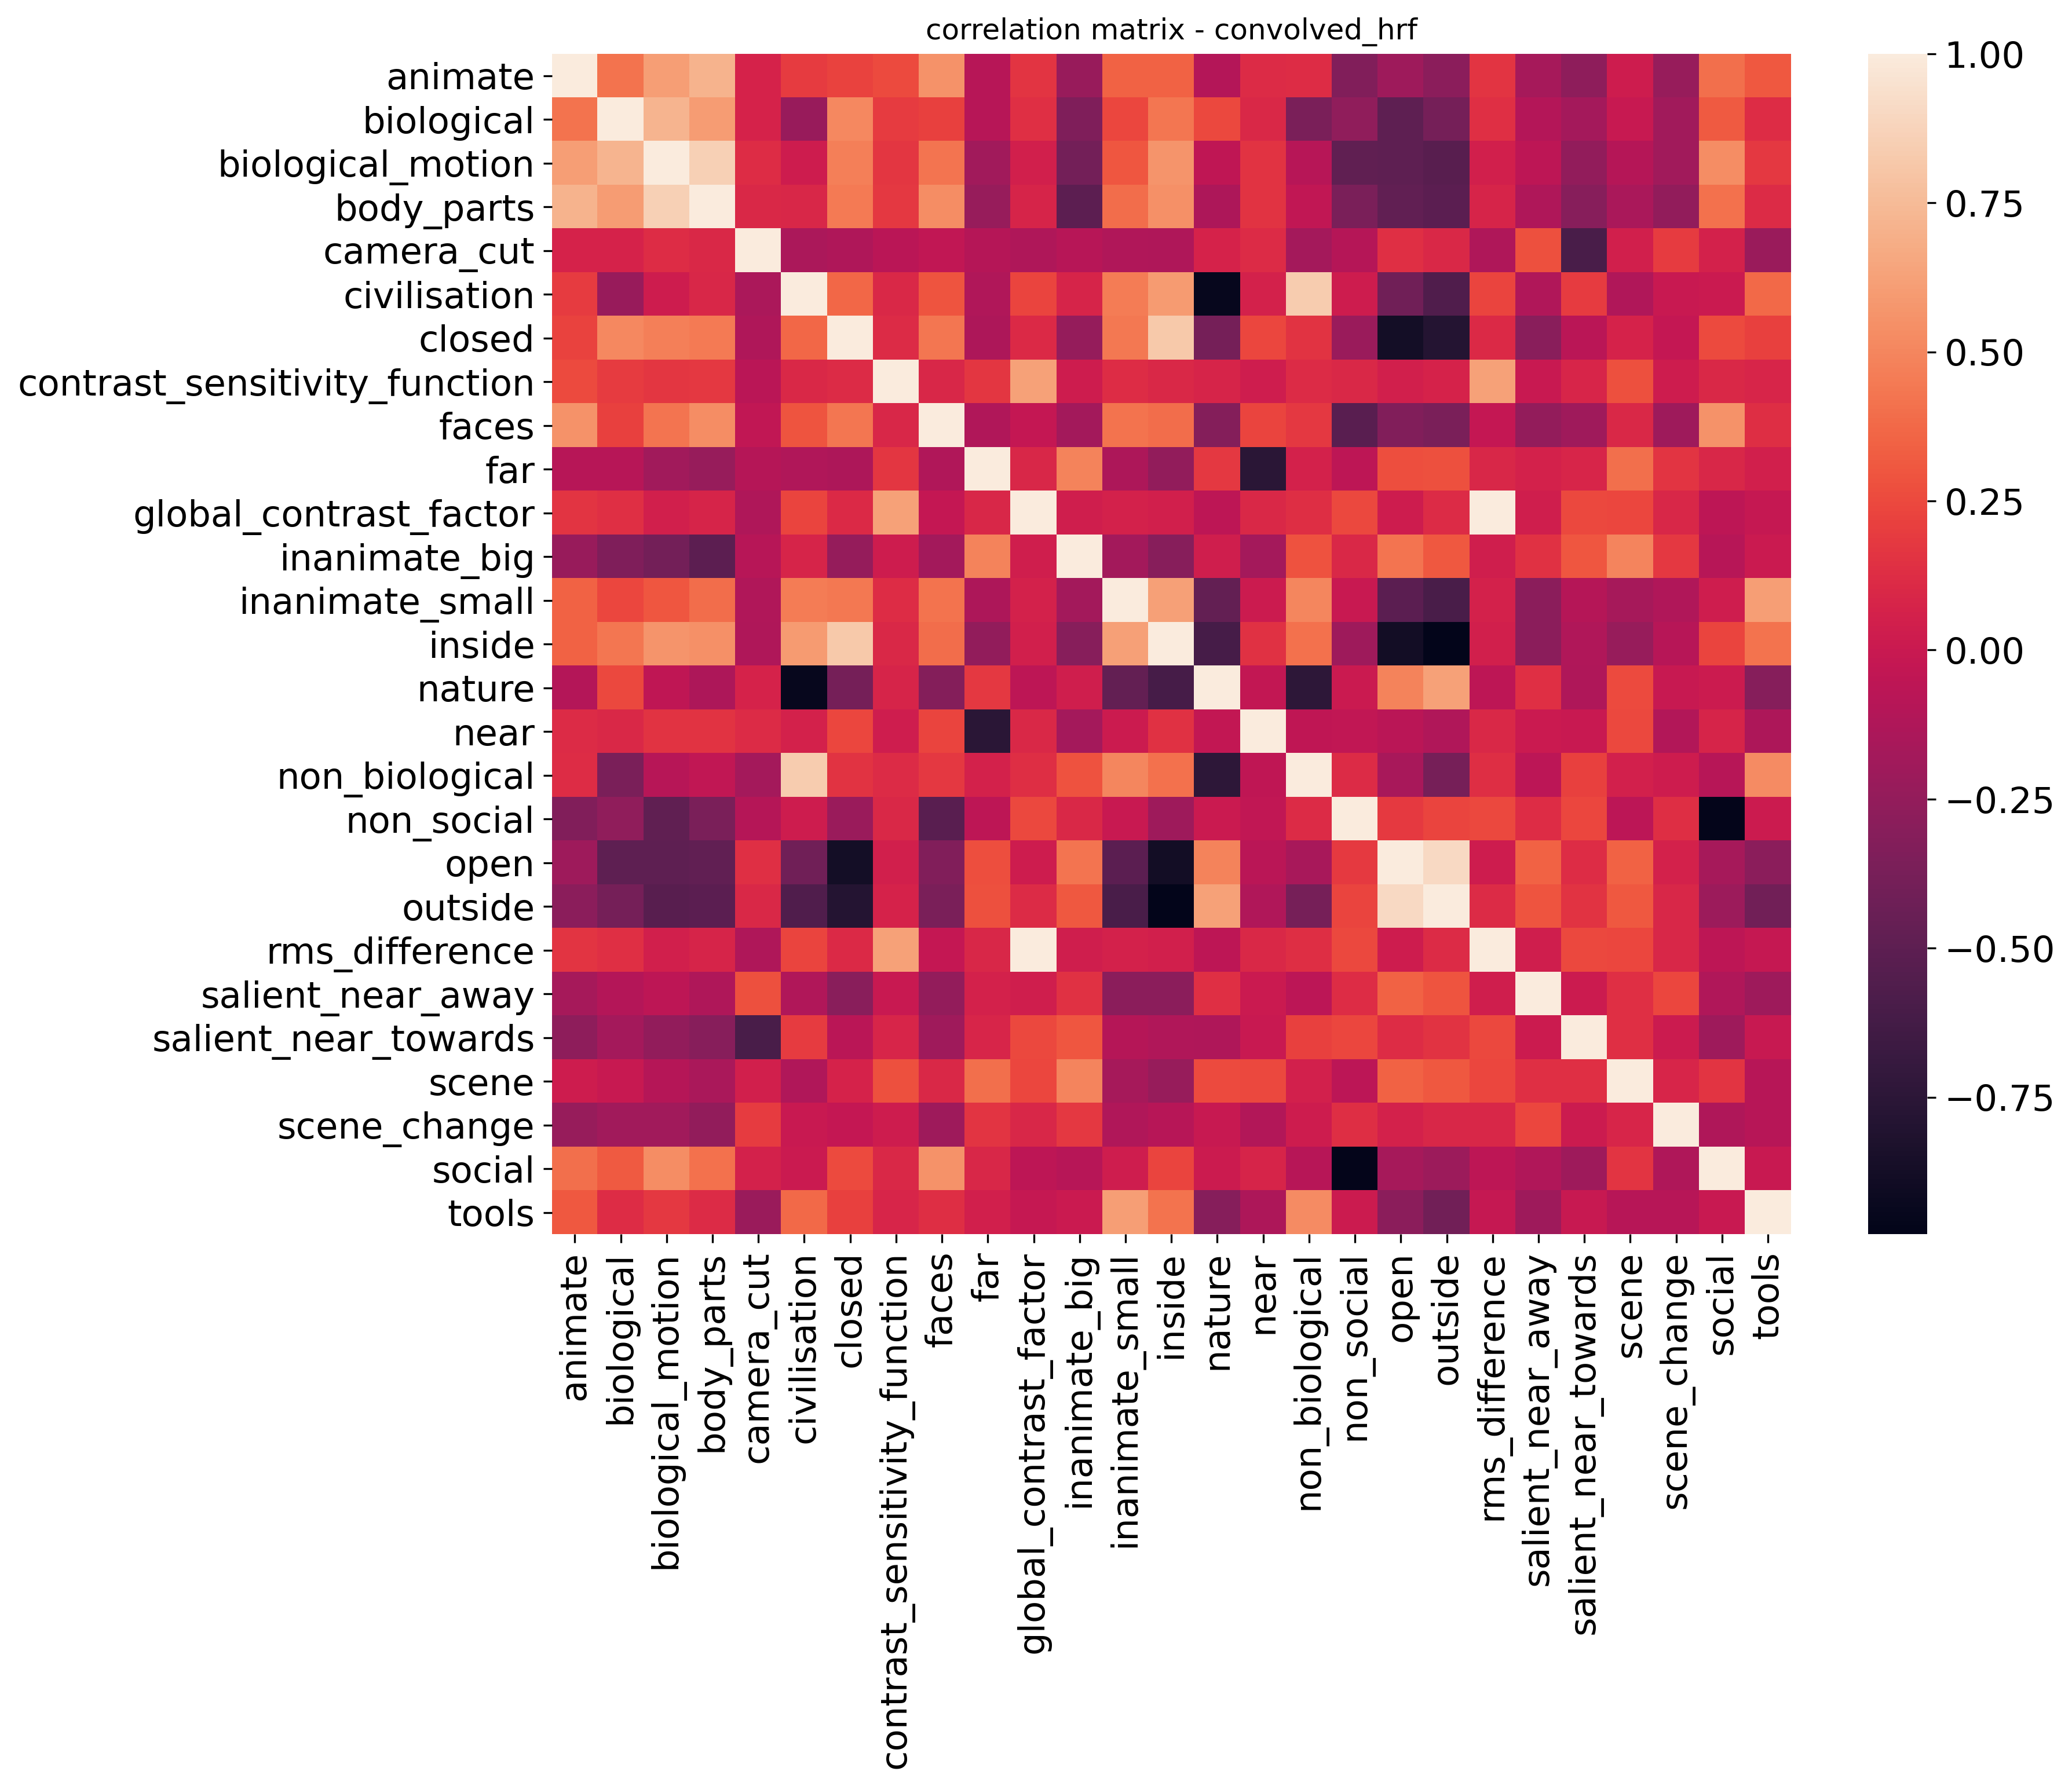 correlation matrix - convolved_hrf
animate
biological
biological_motion
body_parts
camera_cut
civilisation
closed
contrast_sensitivity_function
faces
far
global_contrast_factor
inanimate_big
inanimate_small
inside
nature
near
non_biological
non_social
open
outside
rms_difference
salient_near_away
salient_near_towards
scene
scene_change
social
tools
animate
biological
biological_motion
body_parts
camera_cut
civilisation
closed
contrast_sensitivity_function
faces
far
global_contrast_factor
inanimate_big
inanimate_small
inside
nature
near
non_biological
non_social
open
outside
rms_difference
salient_near_away
salient_near_towards
scene
scene_change
social
tools
1.00
0.75
0.50
0.25
0.00
−0.25
−0.50
−0.75